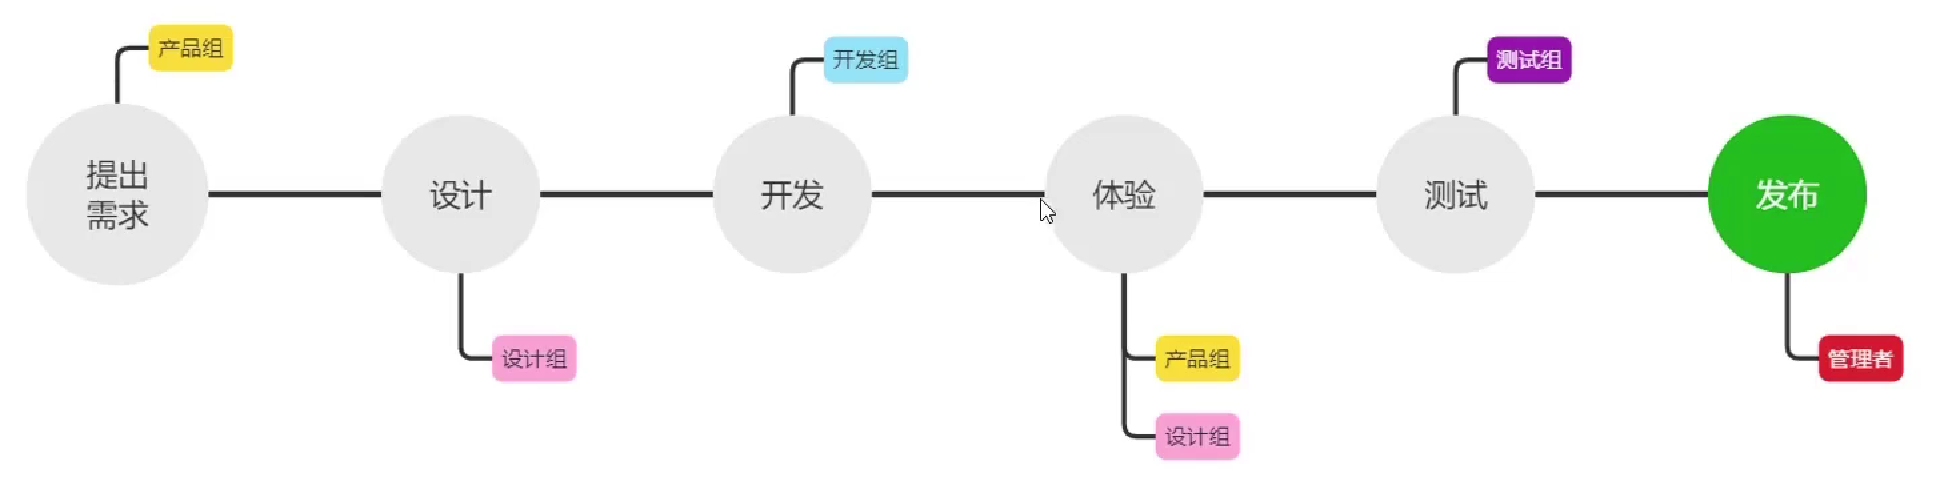 产品组
开发组
测试组
提出
需求
设计
开发
体验
测试
发布
设计组
产品组
管理者
设计组